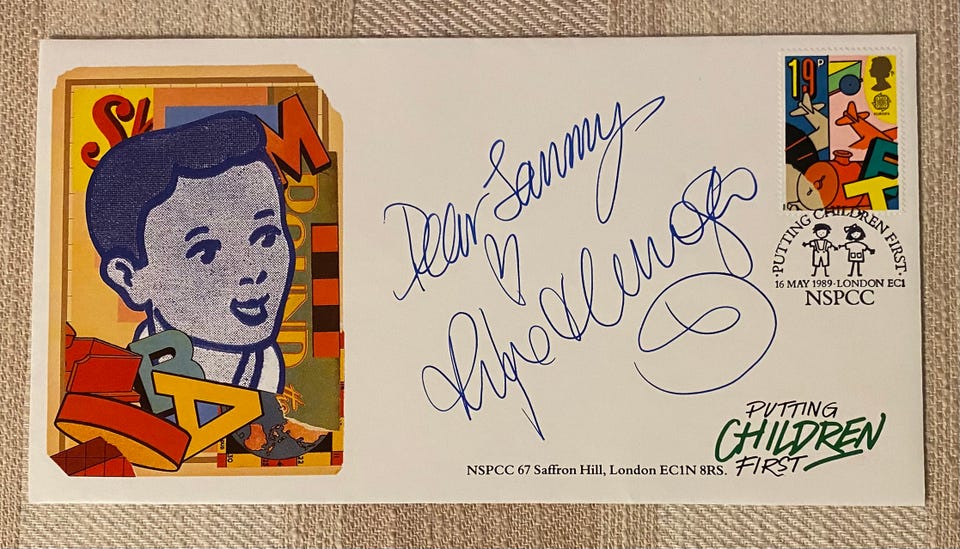 M
19P
EUROPA
Dear Sammy
·PUTTING CHILDREN FIRST·
16 MAY 1989·LONDON EC1
NSPCC
PUTTING
CHILDREN
FIRST
NSPCC 67 Saffron Hill, London EC1N 8RS.